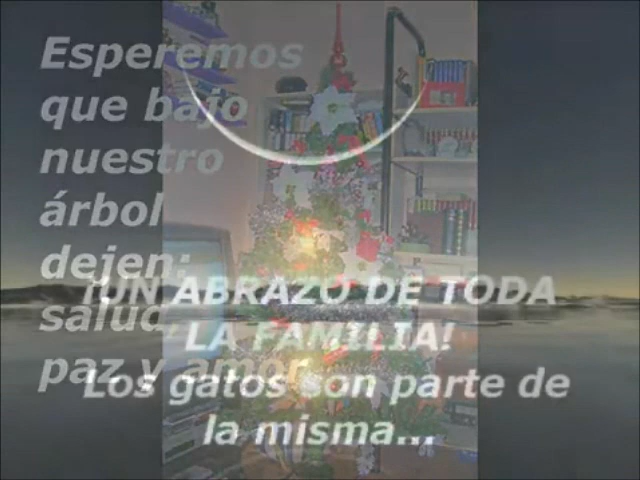 Esperemos
que bajo
nuestro
árbol
dejen:
salud,
paz y amor
¡UN ABRAZO DE TODA
LA FAMILIA!
Los gatos son parte de
la misma...